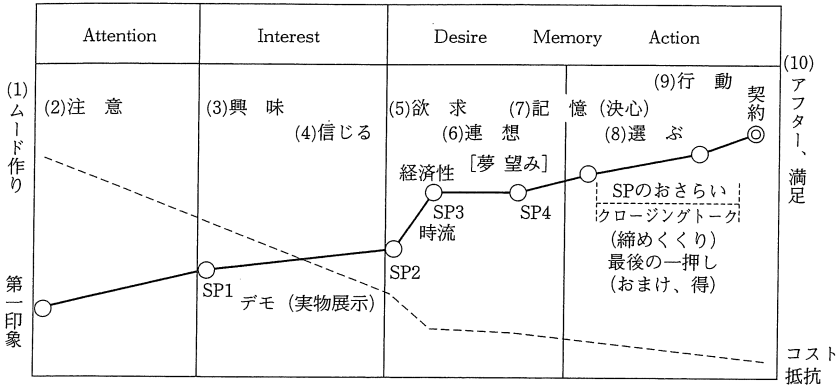 Attention
Interest
Desire
Memory
Action
(1)ムード作り
(2)注 意
(3)興 味
(4)信じる
(5)欲 求
(6)連 想
[夢 望み]
(7)記 憶(決心)
(8)選 ぶ
(9)行 動
契約
(10)アフター、満足
経済性
SP3
時流
SP4
SP2
SP1
デモ(実物展示)
第一印象
SPのおさらい
クロージングトーク
(締めくくり)
最後の一押し
(おまけ、得)
コスト
抵抗